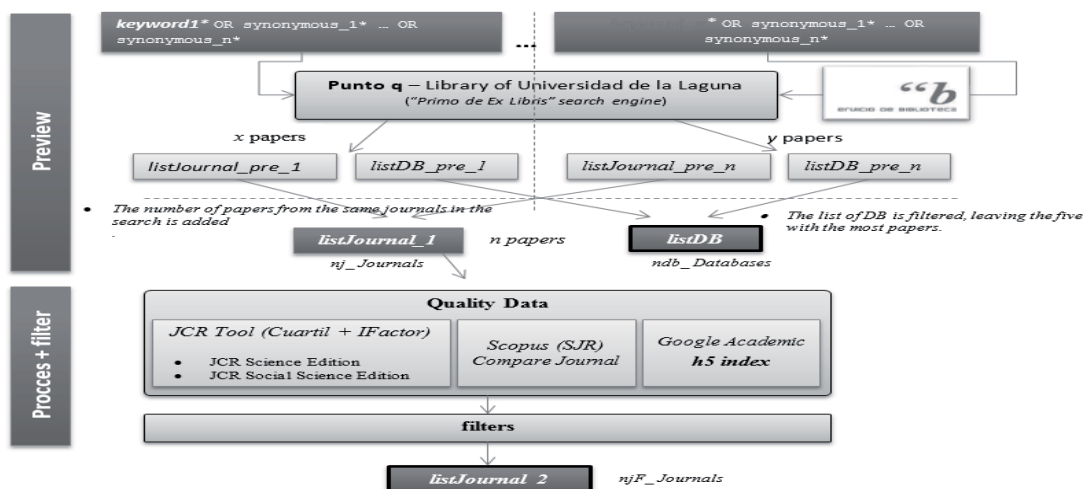 keyword1* OR synonymous_1* … OR
synonymous_n*
...
* OR synonymous_1* … OR
synonymous_n*
Preview
Punto q – Library of Universidad de la Laguna
("Primo de Ex Libris" search engine)
“b
x papers
y papers
listJournal_pre_1
listDB_pre_1
listJournal_pre_n
listDB_pre_n
• The number of papers from the same journals in the
search is added
.
• The list of DB is filtered, leaving the five
with the most papers.
listJournal_1
n papers
listDB
nj_Journals
ndb_Databases
Procces + filter
Quality Data
JCR Tool (Cuartil + IFactor)
• JCR Science Edition
• JCR Social Science Edition
Scopus (SJR)
Compare Journal
Google Academic
h5 index
filters
listJournal_2
njF_Journals